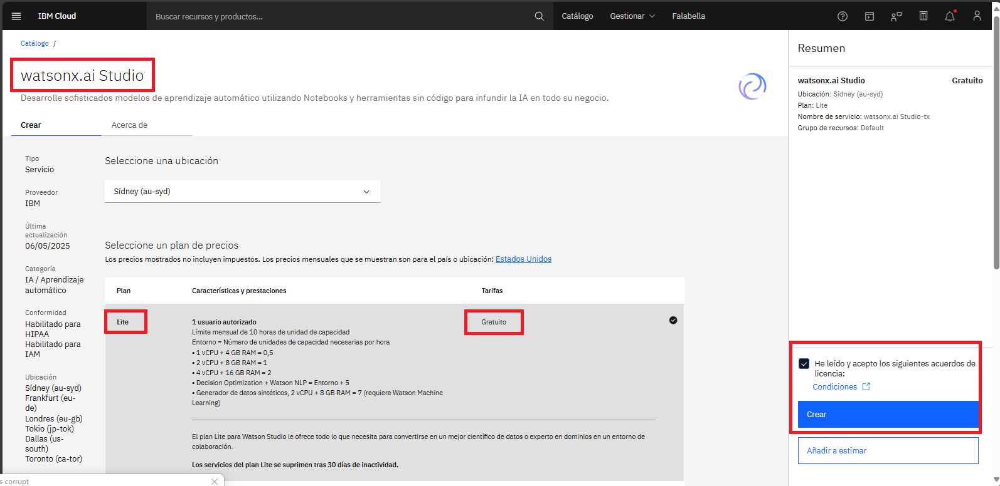 IBM Cloud
Buscar recursos y productos...
Catálogo
Gestionar
Falabella
Catálogo /
watsonx.ai Studio
Desarrolle sofisticados modelos de aprendizaje automático utilizando Notebooks y herramientas sin código para infundir la IA en todo su negocio.
Crear
Acerca de
Tipo
Servicio
Proveedor
IBM
Última
actualización
06/05/2025
Categoría
IA / Aprendizaje
automático
Conformidad
Habilitado para
HIPAA
Habilitado para
IAM
Ubicación
Sídney (au-syd)
Frankfurt (eu-
de)
Londres (eu-gb)
Tokio (jp-tok)
Dallas (us-
south)
Toronto (ca-tor)
Seleccione una ubicación
Sídney (au-syd)
Seleccione un plan de precios
Los precios mostrados no incluyen impuestos. Los precios mensuales que se muestran son para el país o ubicación: Estados Unidos
Plan
Características y prestaciones
Tarifas
Lite
1 usuario autorizado
Límite mensual de 10 horas de unidad de capacidad
Entorno = Número de unidades de capacidad necesarias por hora
• 1 vCPU + 4 GB RAM = 0,5
• 2 vCPU + 8 GB RAM = 1
• 4 vCPU + 16 GB RAM = 2
• Decision Optimization + Watson NLP = Entorno + 5
• Generador de datos sintéticos, 2 vCPU + 8 GB RAM = 7 (requiere Watson Machine
Learning)
Gratuito
El plan Lite para Watson Studio le ofrece todo lo que necesita para convertirse en un mejor científico de datos o experto en dominios en un entorno de
colaboración.
Los servicios del plan Lite se suprimen tras 30 días de inactividad.
Resumen
watsonx.ai Studio
Gratuito
Ubicación: Sídney (au-syd)
Plan: Lite
Nombre de servicio: watsonx.ai Studio-tx
Grupo de recursos: Default
He leído y acepto los siguientes acuerdos de
licencia:
Condiciones
Crear
Añadir a estimar
s corrupt